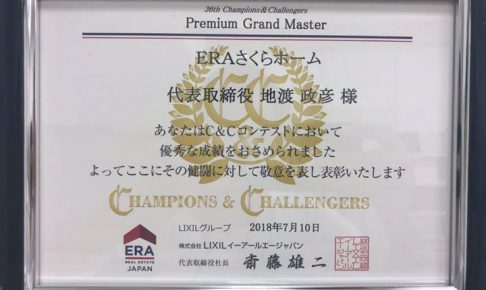 36th Champions & Challengers
Premium Grand Master
ERAさくらホーム
代表取締役 地渡 政彦 様
あなたはC&Cコンテストにおいて
優秀な成績をおさめられました
よってここにその健闘に対して敬意を表し表彰いたします
CHAMPIONS & CHALLENGERS
LIXILグループ 2018年7月10日
株式会社 LIXILイーアールエージャパン
代表取締役社長 斎藤雄二
ERA
REAL ESTATE
JAPAN